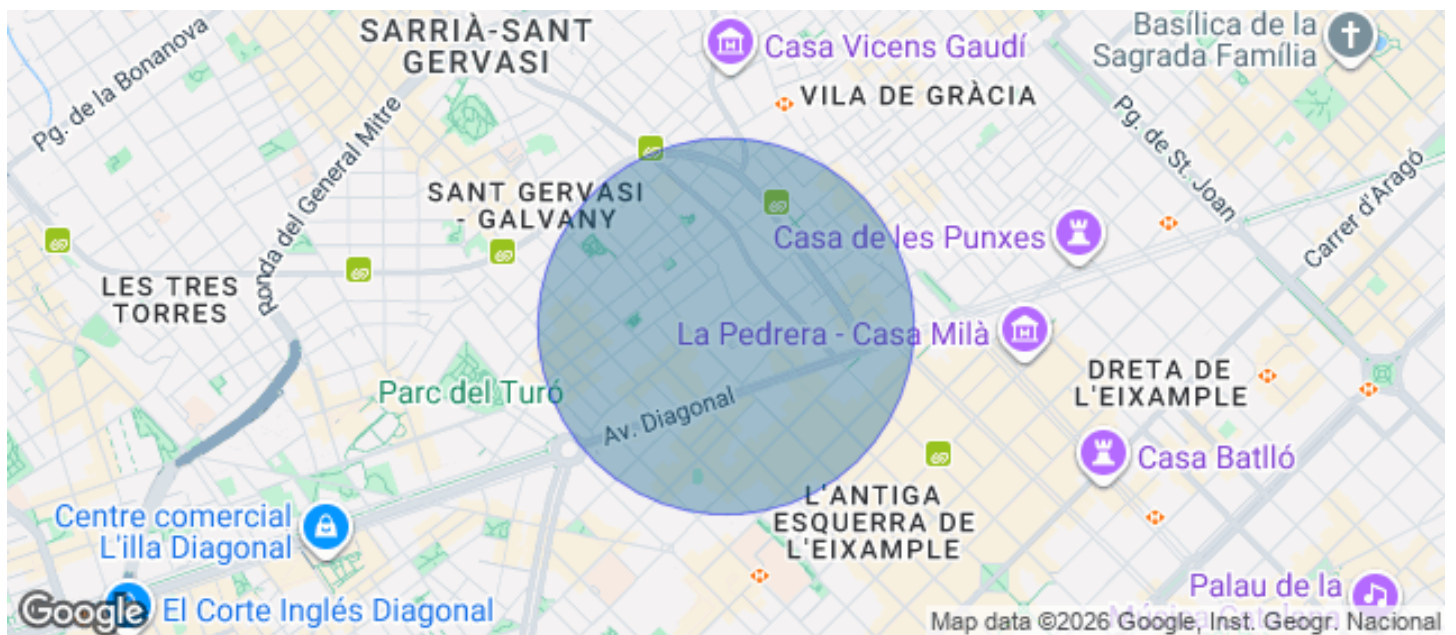 SARRIÀ-SANT
GERVASI
Casa Vicens Gaudí
Basílica de la
Sagrada Família
Pg. de la Bonanova
VILA DE GRÀCIA
Ronda del General Mitre
Pg. de St. Joan
Carrer d'Aragó
SANT GERVASI
- GALVANY
Casa de les Punxes
LES TRES
TORRES
La Pedrera - Casa Milà
Parc del Turó
Av. Diagonal
DRETA DE
L'EIXAMPLE
Casa Batlló
L'ANTIGA
ESQUERRA DE
L'EIXAMPLE
Centre comercial
L'illa Diagonal
El Corte Inglés Diagonal
Palau de la
Música Catalana
Google
Map data ©2026 Google, Inst. Geogr. Nacional